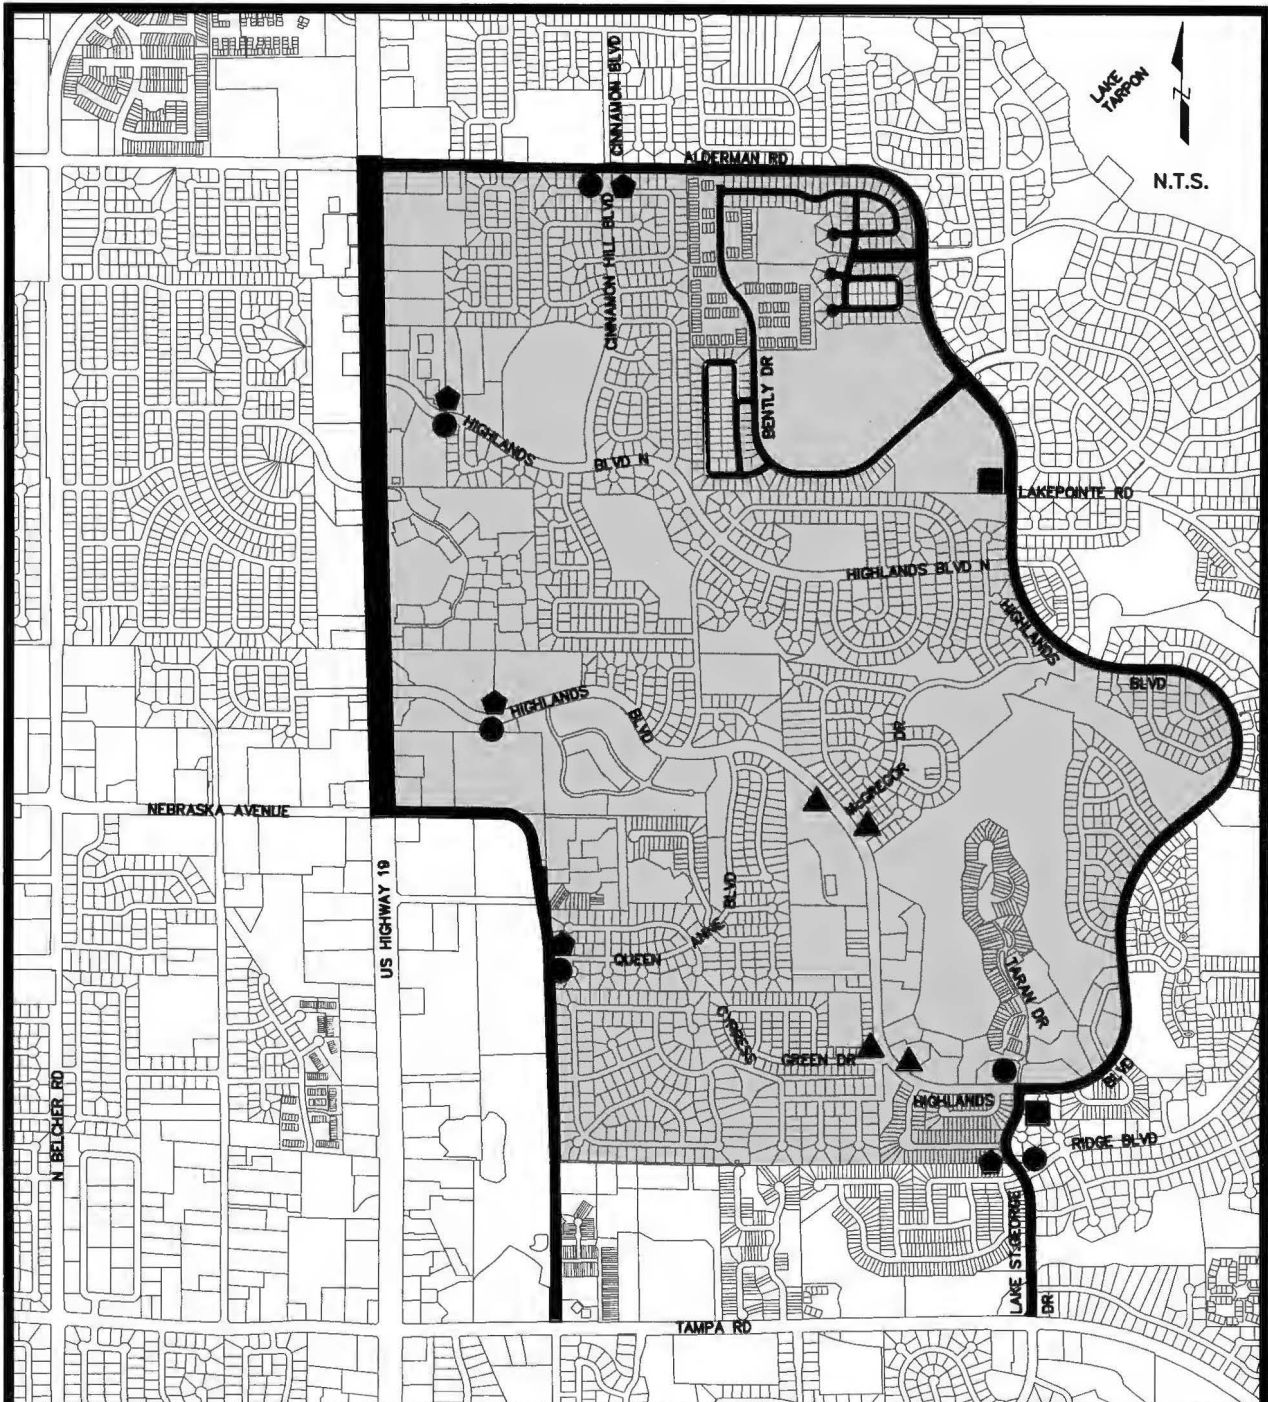 CINNAMON BLVD
LAKE
TARPON
N
ALDERMAN RD
N.T.S.
CINNAMON HILL BLVD
BENTLY DR
HIGHLANDS
BLVD N
LAKEPOINTE RD
HIGHLANDS BLVD N
HIGHLANDS
BLVD
HIGHLANDS
BLVD
McGREGOR
DR
NEBRASKA AVENUE
US HIGHWAY 19
QUEEN
ANNE
BLVD
TARAN DR
CYPRESS
GREEN DR
N BELCHER RD
HIGHLANDS
BLVD
RIDGE BLVD
LAKE ST.GEORGE
DR
TAMPA RD